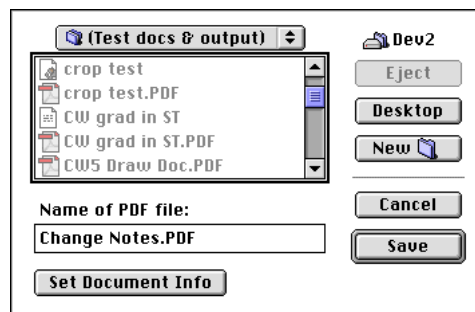 (Test docs & output)
crop test
crop test.PDF
CW grad in ST
CW grad in ST.PDF
CW5 Draw Doc.PDF
Name of PDF file:
Change Notes.PDF
Set Document Info
Dev2
Eject
Desktop
New
Cancel
Save